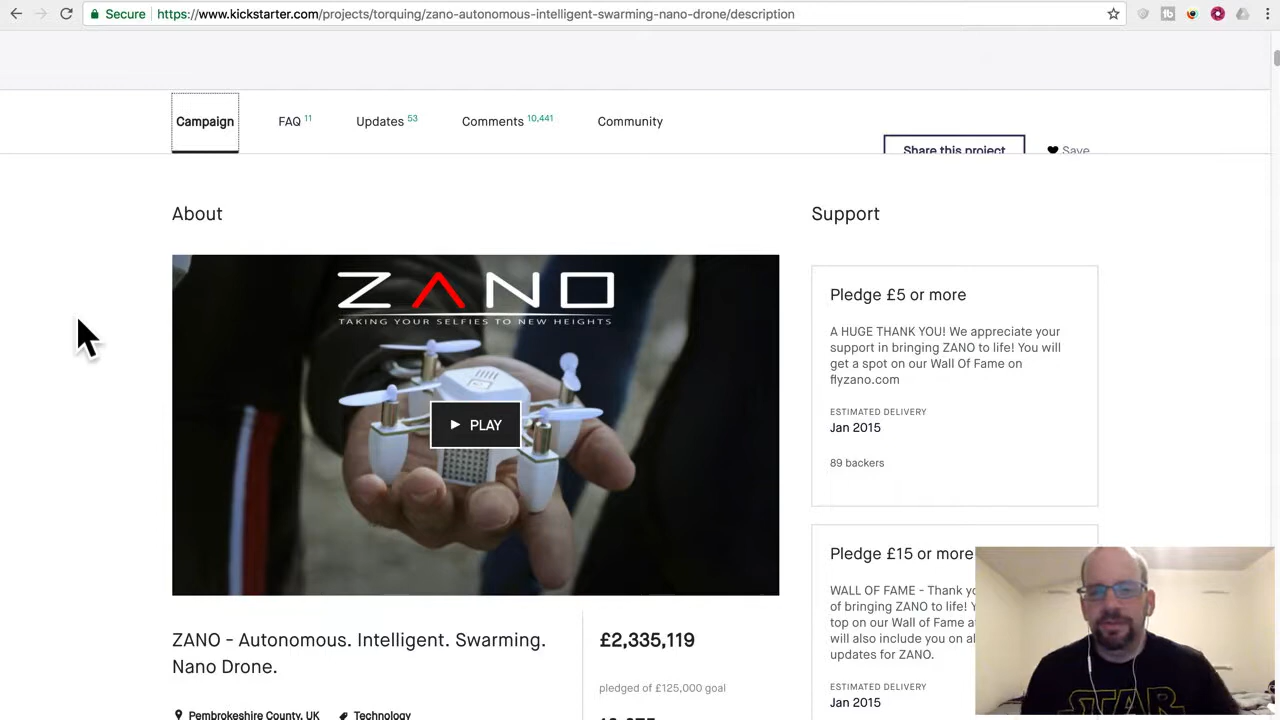 Secure https://www.kickstarter.com/projects/torquing/zano-autonomous-intelligent-swarming-nano-drone/description
Campaign FAQ 11 Updates 53 Comments 10,441 Community
Share this project Save
About
Support
ZANO
TAKING YOUR SELFIES TO NEW HEIGHTS
PLAY
Pledge £5 or more
A HUGE THANK YOU! We appreciate your
support in bringing ZANO to life! You will
get a spot on our Wall Of Fame on
flyzano.com
ESTIMATED DELIVERY
Jan 2015
89 backers
Pledge £15 or more
WALL OF FAME - Thank
of bringing ZANO to life!
top on our Wall of Fame
will also include you on
updates for ZANO.
ESTIMATED DELIVERY
Jan 2015
ZANO - Autonomous. Intelligent. Swarming.
Nano Drone.
£2,335,119
pledged of £125,000 goal
Pembrokeshire County, UK Technology
STAR